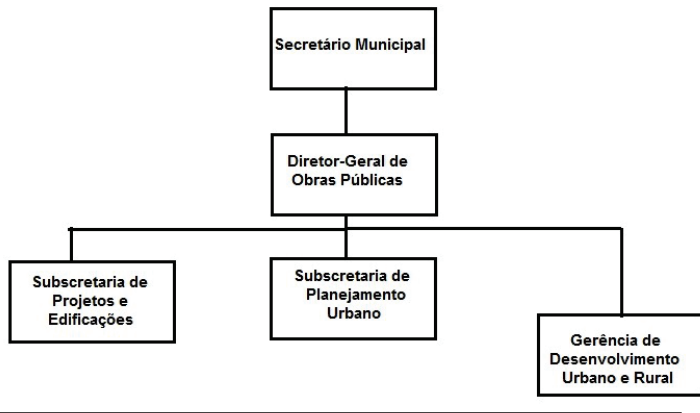 Secretário Municipal
Diretor-Geral de
Obras Públicas
Subscretaria de
Projetos e
Edificações
Subscretaria de
Planejamento
Urbano
Gerência de
Desenvolvimento
Urbano e Rural